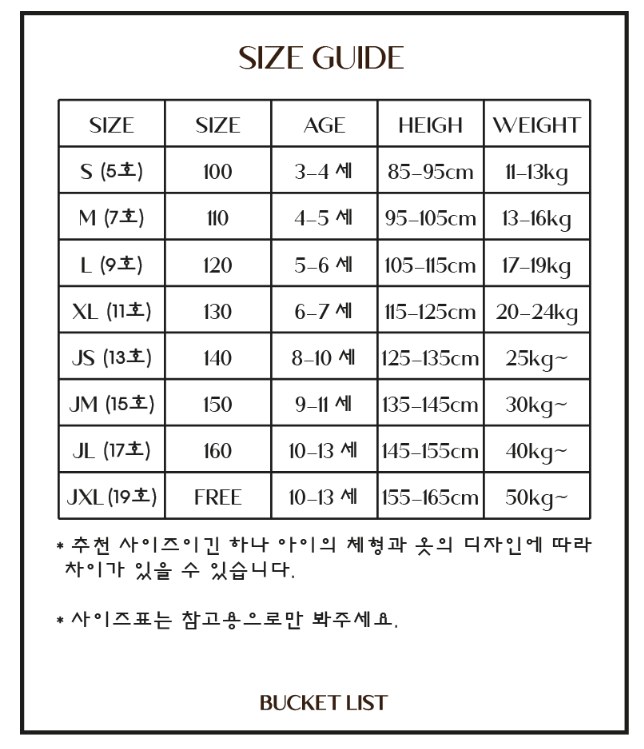 SIZE GUIDE
SIZE SIZE AGE HEIGH WEIGHT
S (5호) 100 3–4 세 85–95cm 11–13kg
M (7호) 110 4–5 세 95–105cm 13–16kg
L (9호) 120 5–6 세 105–115cm 17–19kg
XL (11호) 130 6–7 세 115–125cm 20–24kg
JS (13호) 140 8–10 세 125–135cm 25kg~
JM (15호) 150 9–11 세 135–145cm 30kg~
JL (17호) 160 10–13 세 145–155cm 40kg~
JXL (19호) FREE 10–13 세 155–165cm 50kg~
* 추천 사이즈이긴 하나 아이의 체형과 옷의 디자인에 따라
차이가 있을 수 있습니다.
* 사이즈표는 참고용으로만 봐주세요.
BUCKET LIST